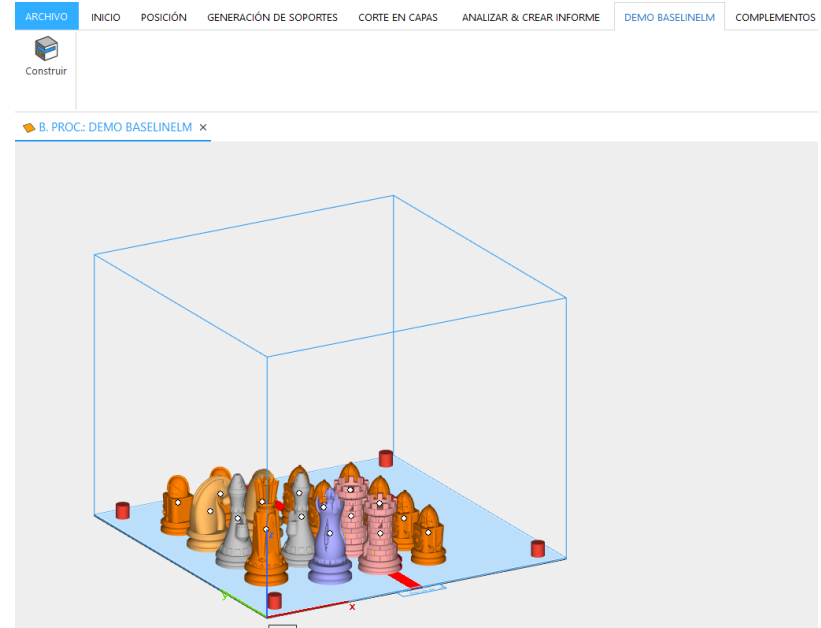 ARCHIVO INICIO POSICIÓN GENERACIÓN DE SOPORTES CORTE EN CAPAS ANALIZAR & CREAR INFORME DEMO BASELINELM COMPLEMENTOS
Construir
B. PROC.: DEMO BASELINELM ×
z
y
x